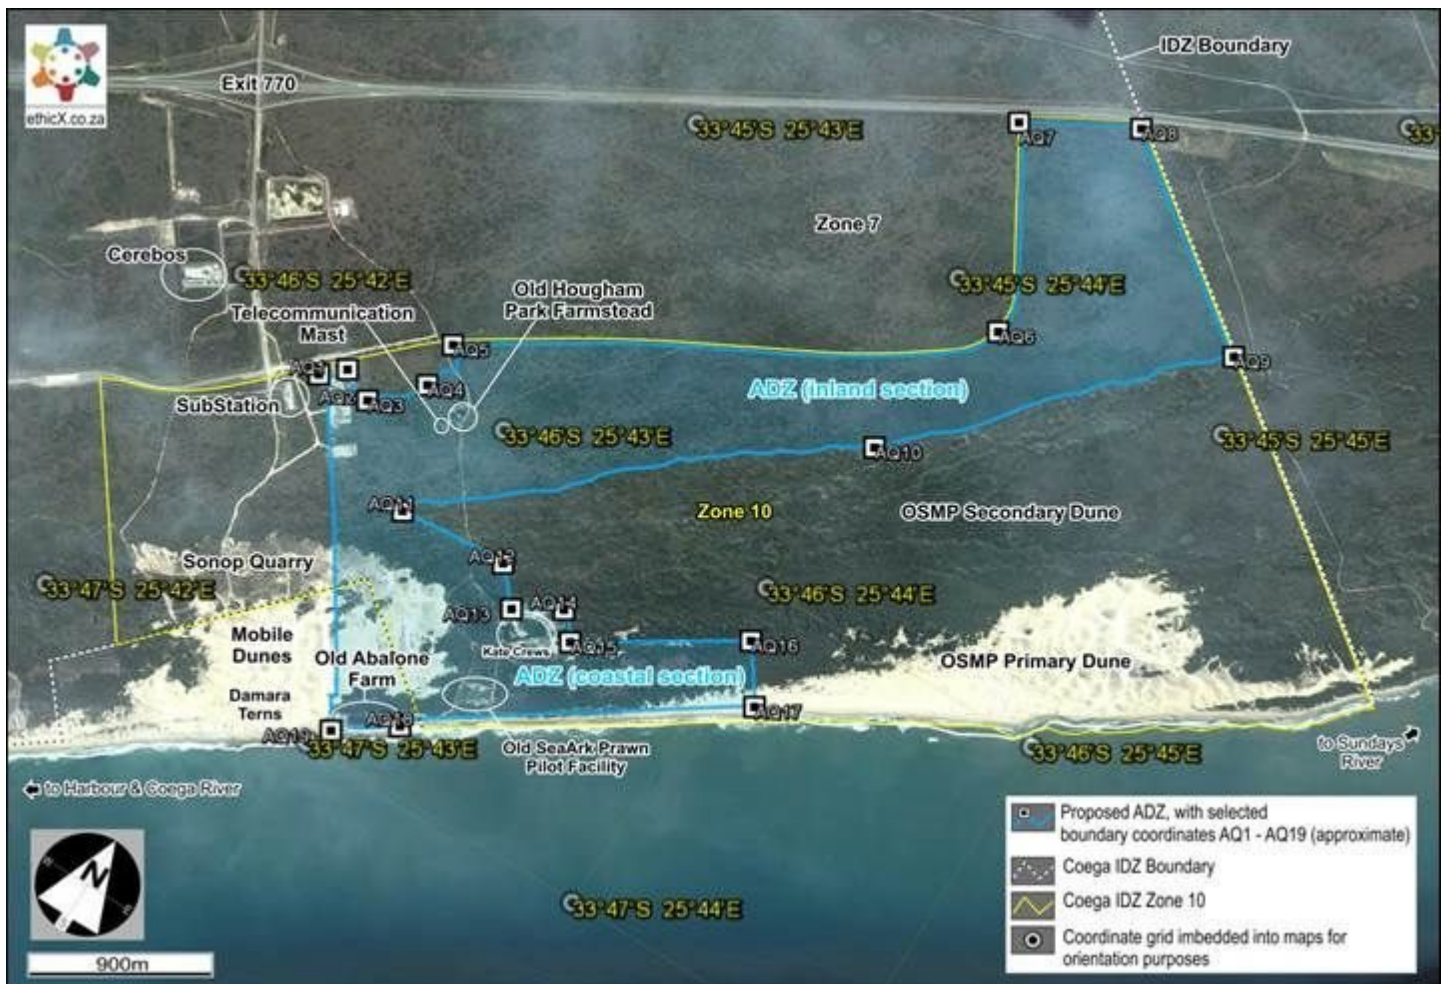 IDZ Boundary
Exit 770
ethicX.co.za
33°45'S 25°43'E
33°
AQ7
AQ8
Zone 7
Cerebos
33°46'S 25°42'E
33°45'S 25°44'E
Old Hougham
Park Farmstead
Telecommunication
Mast
AQ6
AQ5
AQ9
AQ1
AQ2
AQ4
AQ3
ADZ (inland section)
SubStation
33°46'S 25°43'E
33°45'S 25°45'E
AQ10
AQ11
Zone 10
OSMP Secondary Dune
AQ12
Sonop Quarry
33°47'S 25°42'E
33°46'S 25°44'E
AQ13
AQ14
Mobile
Dunes
Kate Crews
AQ15
AQ16
Old Abalone
Farm
ADZ (coastal section)
OSMP Primary Dune
Damara
Terns
AQ17
AQ18
AQ19
33°47'S 25°43'E
Old SeaArk Prawn
Pilot Facility
33°46'S 25°45'E
to Sundays
River
to Harbour & Coega River
N
900m
33°47'S 25°44'E
Proposed ADZ, with selected
boundary coordinates AQ1 - AQ19 (approximate)
Coega IDZ Boundary
Coega IDZ Zone 10
Coordinate grid imbedded into maps for
orientation purposes